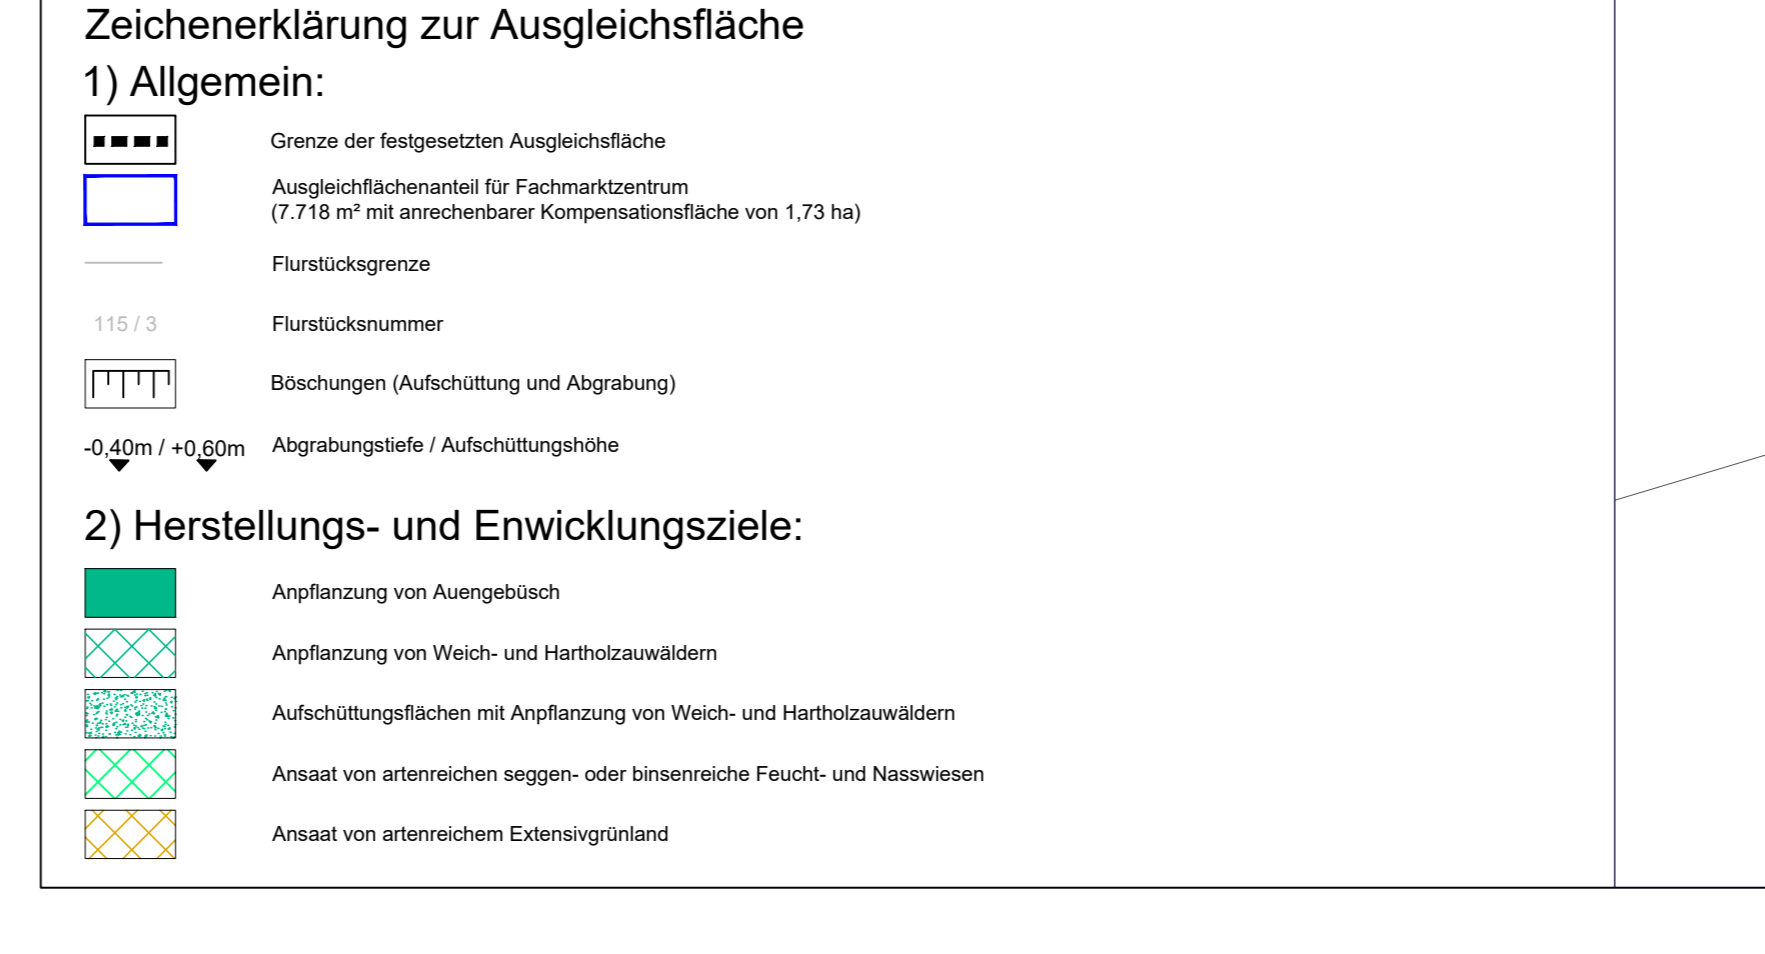 Zeichenerklärung zur Ausgleichsfläche
1) Allgemein:
Grenze der festgesetzten Ausgleichsfläche
Ausgleichflächenanteil für Fachmarktzentrum
(7.718 m² mit anrechenbarer Kompensationsfläche von 1,73 ha)
Flurstücksgrenze
115 / 3 Flurstücksnummer
Böschungen (Aufschüttung und Abgrabung)
-0,40m / +0,60m Abgrabungstiefe / Aufschüttungshöhe
2) Herstellungs- und Enwicklungsziele:
Anpflanzung von Auengebüsch
Anpflanzung von Weich- und Hartholzauwäldern
Aufschüttungsflächen mit Anpflanzung von Weich- und Hartholzauwäldern
Ansaat von artenreichen seggen- oder binsenreiche Feucht- und Nasswiesen
Ansaat von artenreichem Extensivgrünland